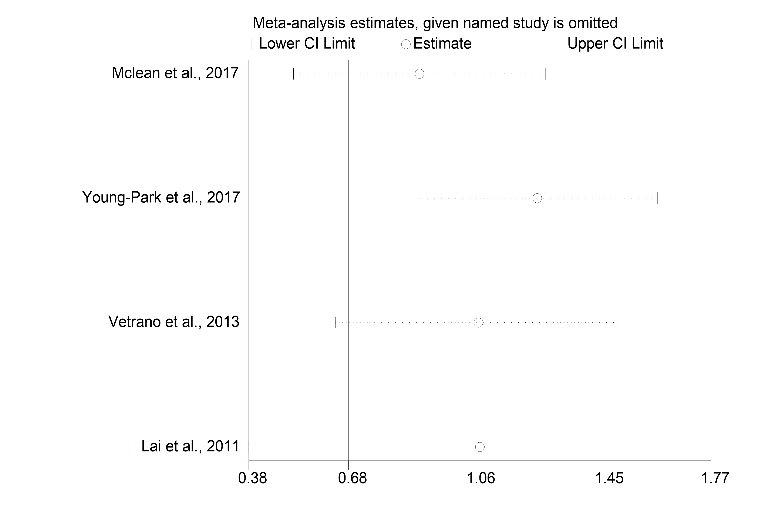 Meta-analysis estimates, given named study is omitted
Lower CI Limit Estimate Upper CI Limit
Mclean et al., 2017
Young-Park et al., 2017
Vetrano et al., 2013
Lai et al., 2011
0.38 0.68 1.06 1.45 1.77